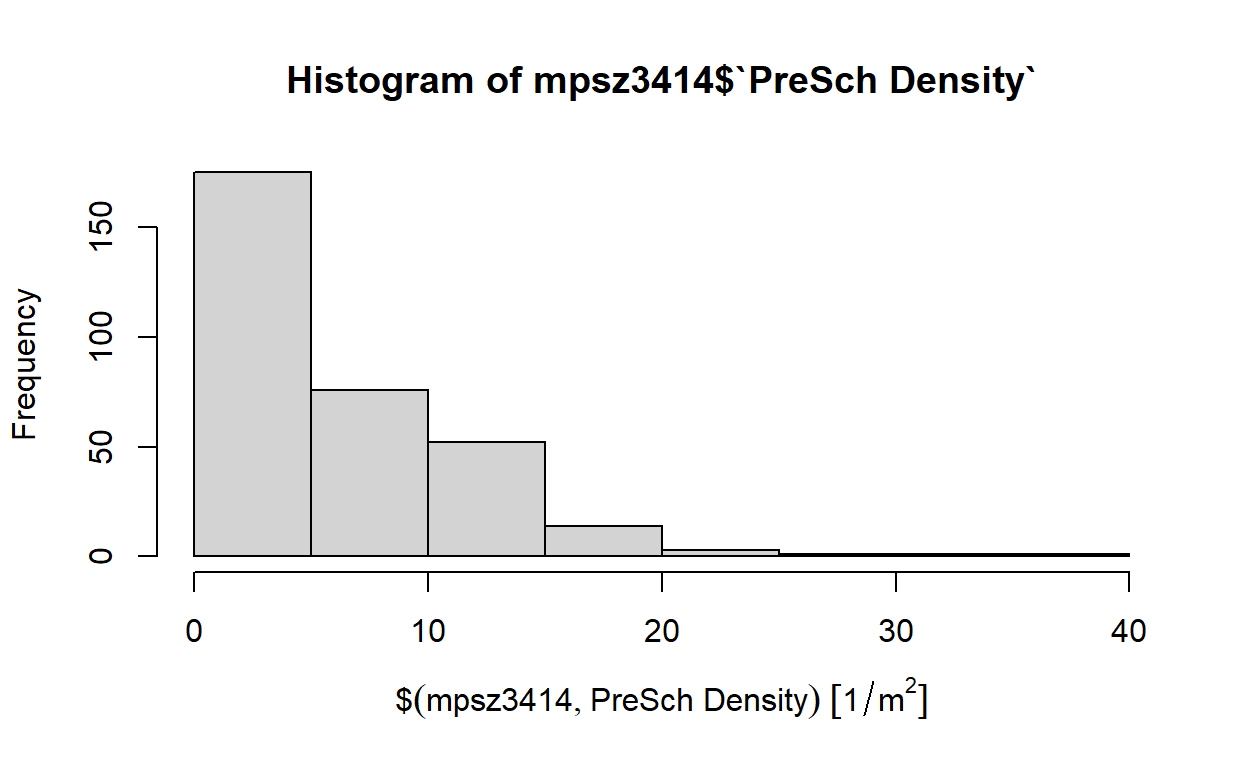 Histogram of mpsz3414$`PreSch Density`
Frequency
150
100
50
0
0 10 20 30 40
$(mpsz3414, PreSch Density) [1/m²]